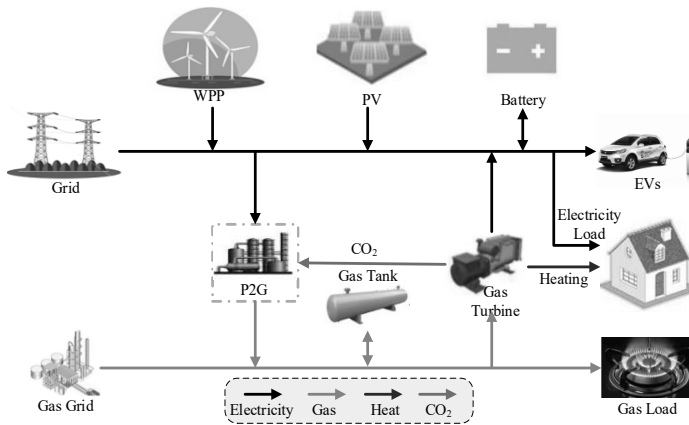 WPP
PV
Battery
Grid
EVs
Electricity
Load
CO₂
Gas Tank
P2G
Gas
Turbine
Heating
Gas Grid
Gas Load
Electricity
Gas
Heat
CO₂